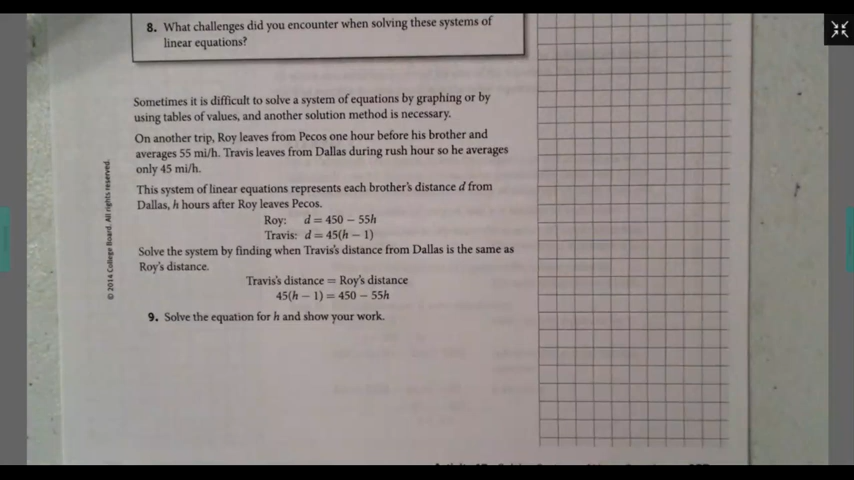 8. What challenges did you encounter when solving these systems of
linear equations?
Sometimes it is difficult to solve a system of equations by graphing or by
using tables of values, and another solution method is necessary.
On another trip, Roy leaves from Pecos one hour before his brother and
averages 55 mi/h. Travis leaves from Dallas during rush hour so he averages
only 45 mi/h.
This system of linear equations represents each brother's distance d from
Dallas, h hours after Roy leaves Pecos.
Roy: d = 450 − 55h
Travis: d = 45(h − 1)
Solve the system by finding when Travis's distance from Dallas is the same as
Roy's distance.
Travis's distance = Roy's distance
45(h − 1) = 450 − 55h
9. Solve the equation for h and show your work.
© 2014 College Board. All rights reserved.